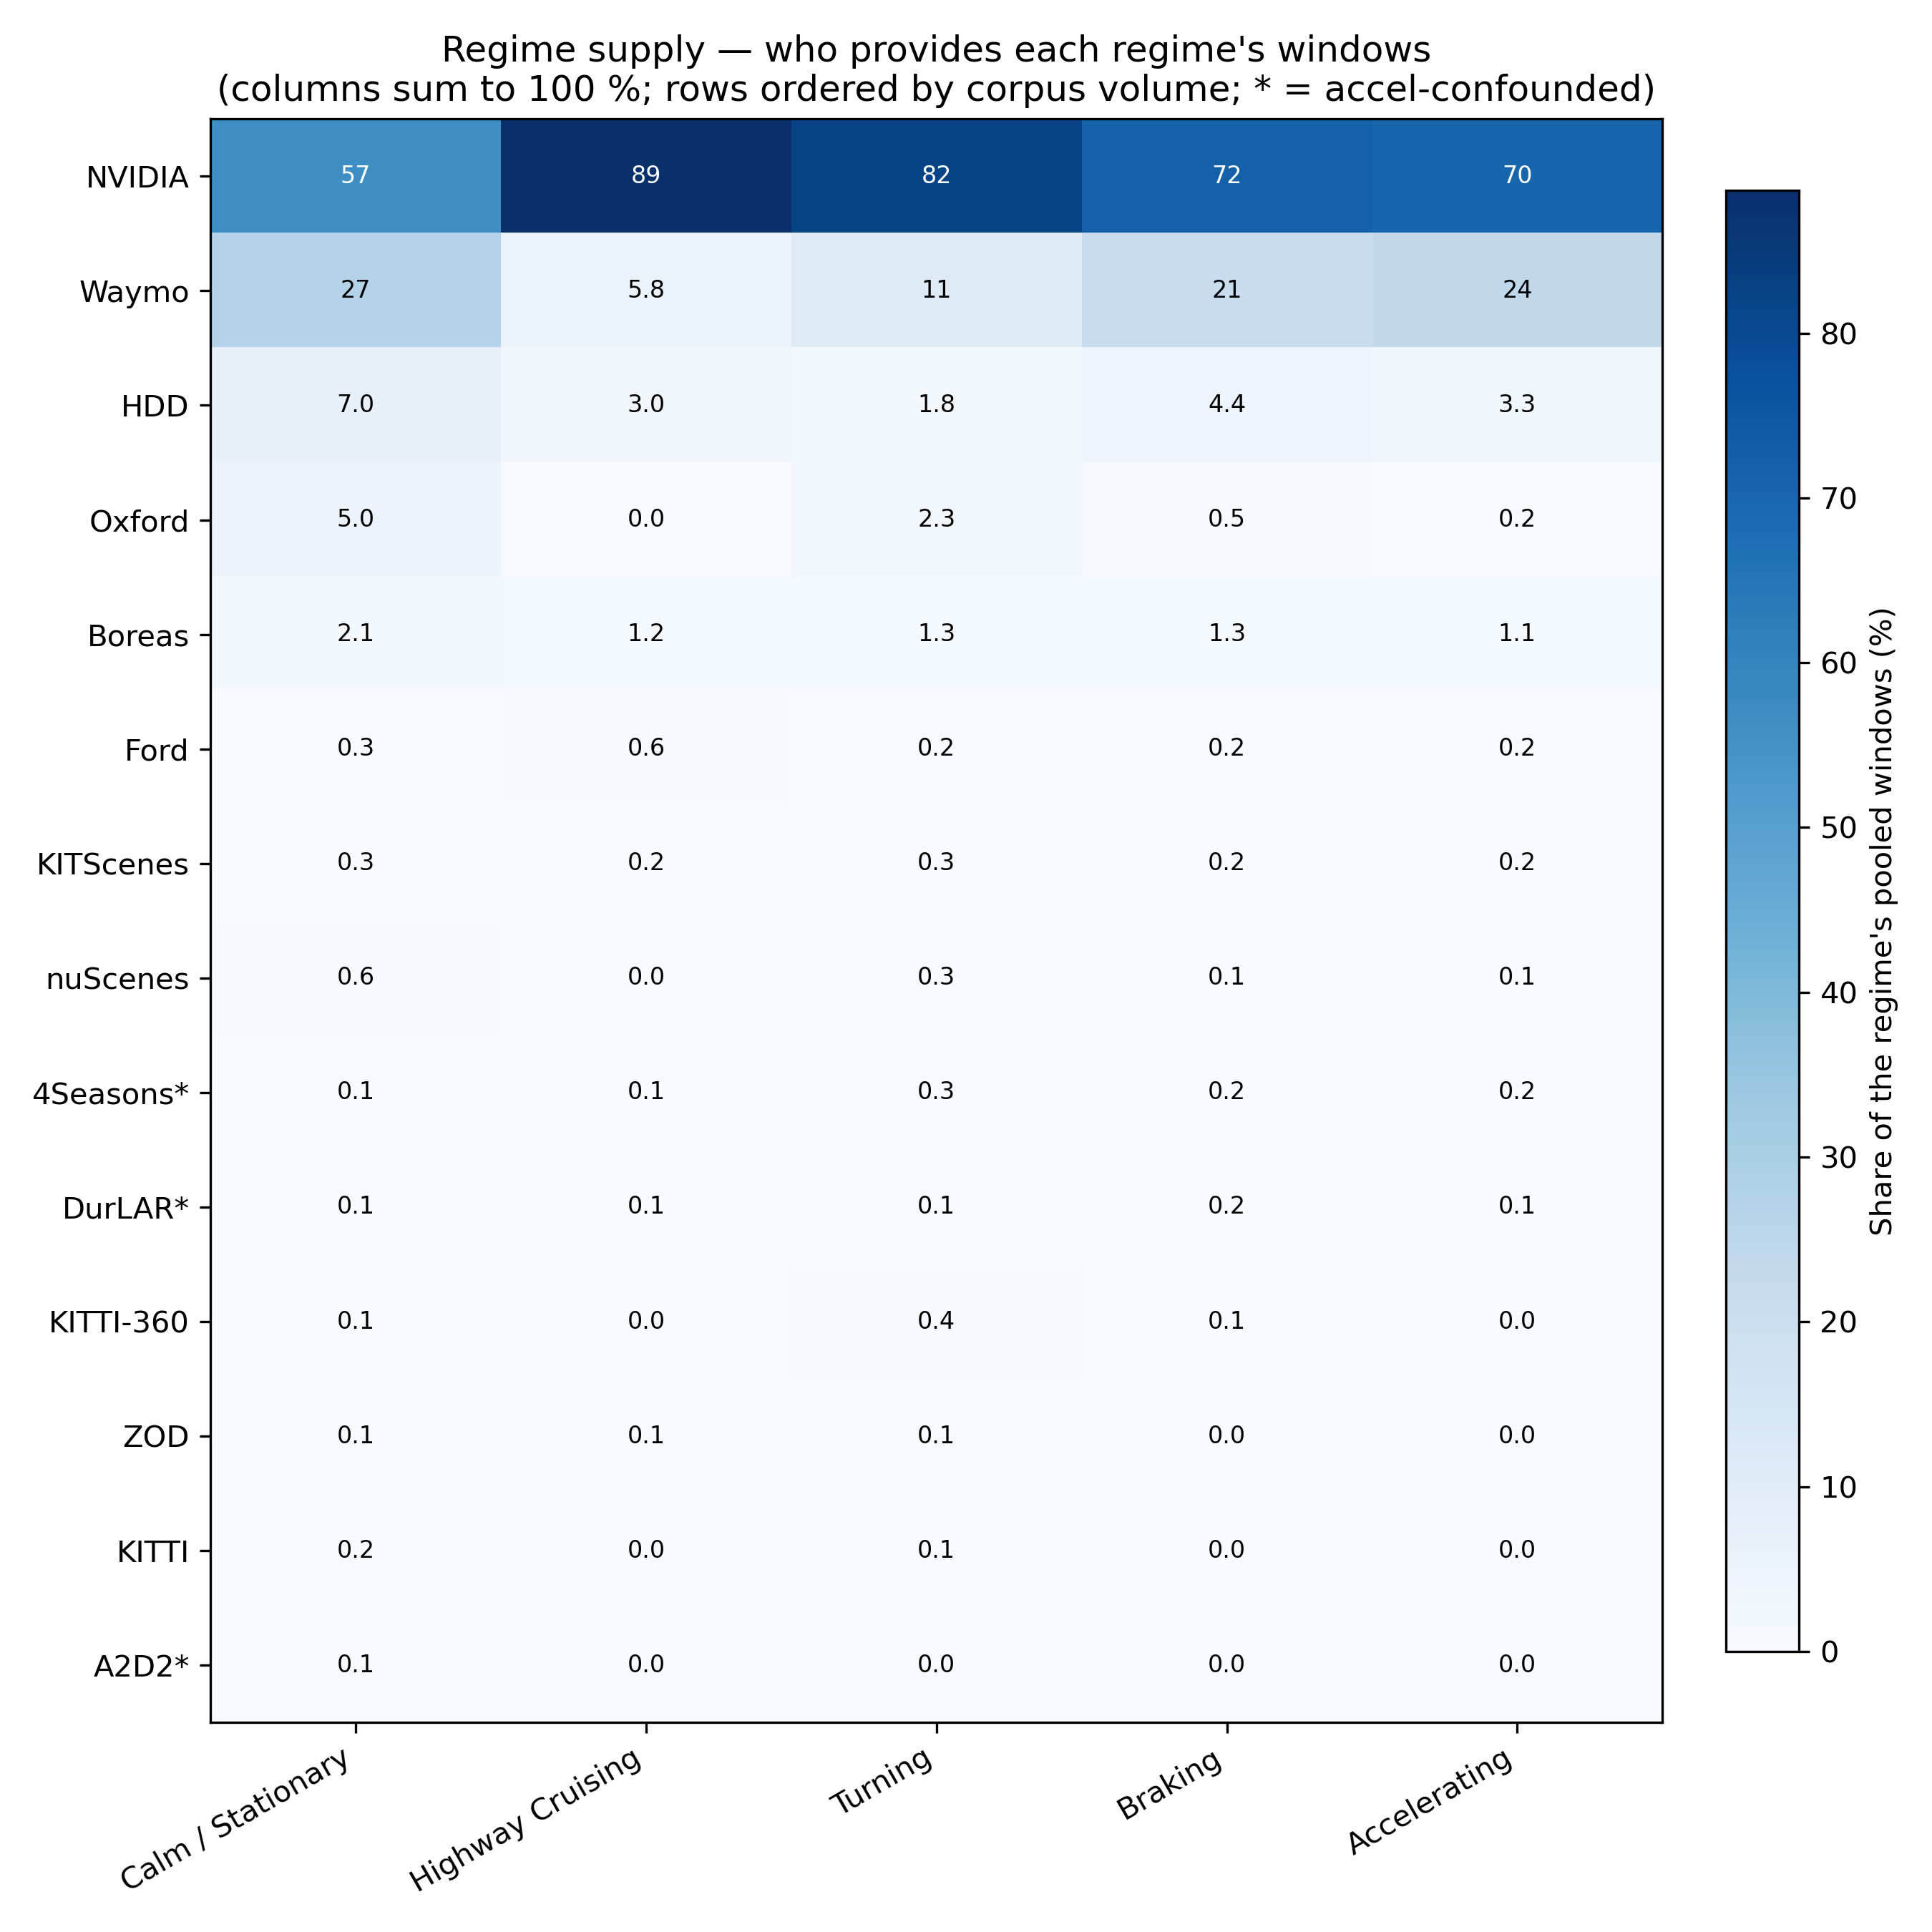 Regime supply — who provides each regime's windows
(columns sum to 100 %; rows ordered by corpus volume; * = accel-confounded)
NVIDIA 57 89 82 72 70
Waymo 27 5.8 11 21 24
HDD 7.0 3.0 1.8 4.4 3.3
Oxford 5.0 0.0 2.3 0.5 0.2
Boreas 2.1 1.2 1.3 1.3 1.1
Ford 0.3 0.6 0.2 0.2 0.2
KITScenes 0.3 0.2 0.3 0.2 0.2
nuScenes 0.6 0.0 0.3 0.1 0.1
4Seasons* 0.1 0.1 0.3 0.2 0.2
DurLAR* 0.1 0.1 0.1 0.2 0.1
KITTI-360 0.1 0.0 0.4 0.1 0.0
ZOD 0.1 0.1 0.1 0.0 0.0
KITTI 0.2 0.0 0.1 0.0 0.0
A2D2* 0.1 0.0 0.0 0.0 0.0
Calm / Stationary
Highway Cruising
Turning
Braking
Accelerating
80
70
60
50
40
30
20
10
0
Share of the regime's pooled windows (%)